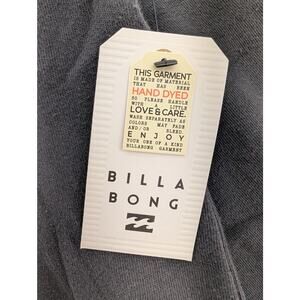 THIS GARMENT
IS MADE OF MATERIAL
THAT HAS BEEN
HAND DYED
SO PLEASE HANDLE
WITH A LITTLE
LOVE & CARE.
WASH SEPARATELY AS
COLORS MAY FADE
AND/OR BLEED.
ENJOY
YOUR ONE OF A KIND
BILLABONG GARMENT
BILLA
BONG